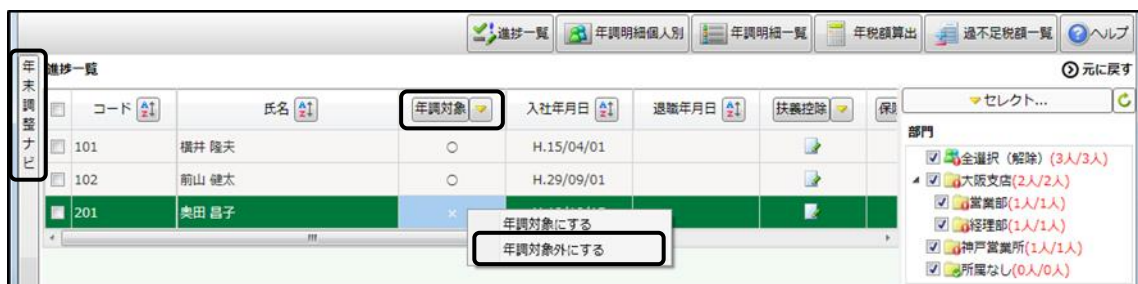 進捗一覧 年調明細個人別 年調明細一覧 年税額算出 過不足税額一覧 ヘルプ
年末調整ナビ
進捗一覧 元に戻す
コード 氏名 年調対象 入社年月日 退職年月日 扶養控除
101 横井 隆夫 ○ H.15/04/01
102 前山 健太 ○ H.29/09/01
201 奥田 昌子 ×
年調対象にする
年調対象外にする
セレクト...
部門
全選択（解除）(3人/3人)
大阪支店(2人/2人)
営業部(1人/1人)
経理部(1人/1人)
神戸営業所(1人/1人)
所属なし(0人/0人)